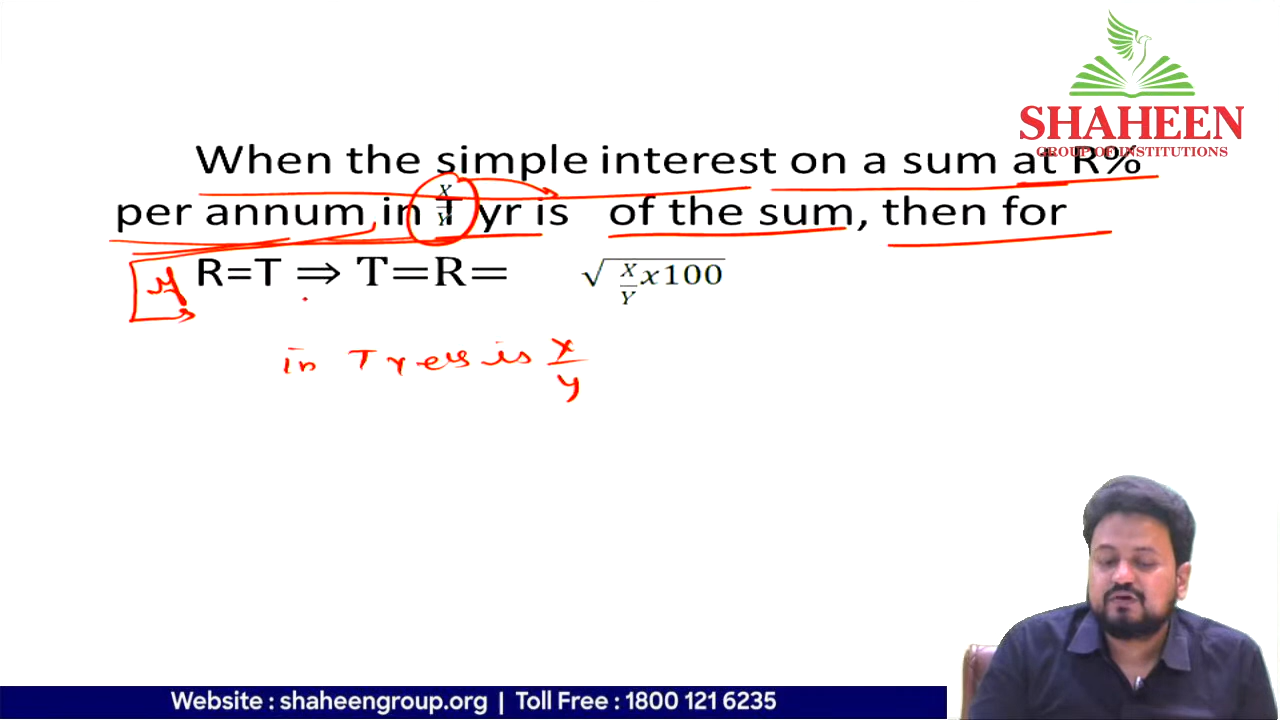 SHAHEEN
GROUP OF INSTITUTIONS
When the simple interest on a sum at R%
per annum, in T yr is of the sum, then for
X
Y
R=T ⇒ T=R= √ X/Y x100
in T is X
Y
Website : shaheengroup.org | Toll Free : 1800 121 6235